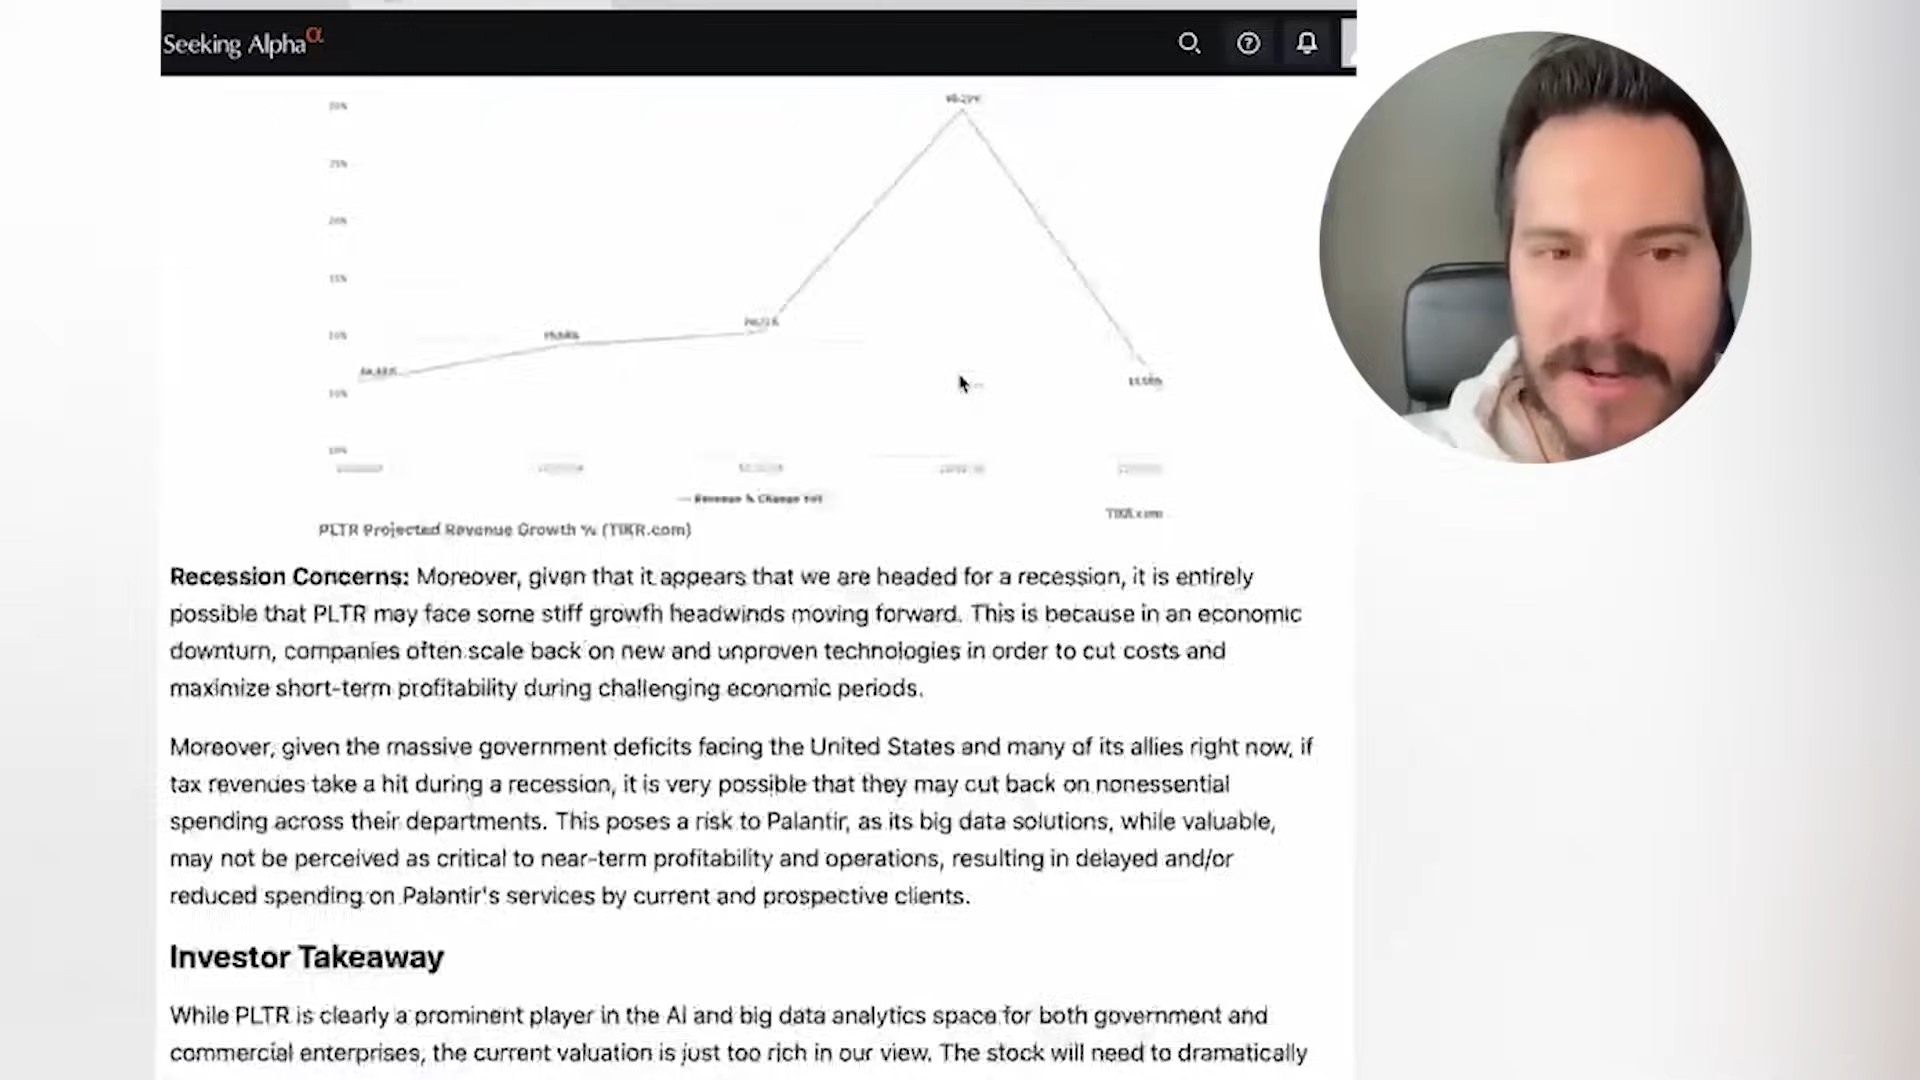 Seeking Alpha α
Revenue % Change YoY
TIKR.com
PLTR Projected Revenue Growth % (TIKR.com)
Recession Concerns: Moreover, given that it appears that we are headed for a recession, it is entirely
possible that PLTR may face some stiff growth headwinds moving forward. This is because in an economic
downturn, companies often scale back on new and unproven technologies in order to cut costs and
maximize short-term profitability during challenging economic periods.
Moreover, given the massive government deficits facing the United States and many of its allies right now, if
tax revenues take a hit during a recession, it is very possible that they may cut back on nonessential
spending across their departments. This poses a risk to Palantir, as its big data solutions, while valuable,
may not be perceived as critical to near-term profitability and operations, resulting in delayed and/or
reduced spending on Palantir's services by current and prospective clients.
Investor Takeaway
While PLTR is clearly a prominent player in the AI and big data analytics space for both government and
commercial enterprises, the current valuation is just too rich in our view. The stock will need to dramatically